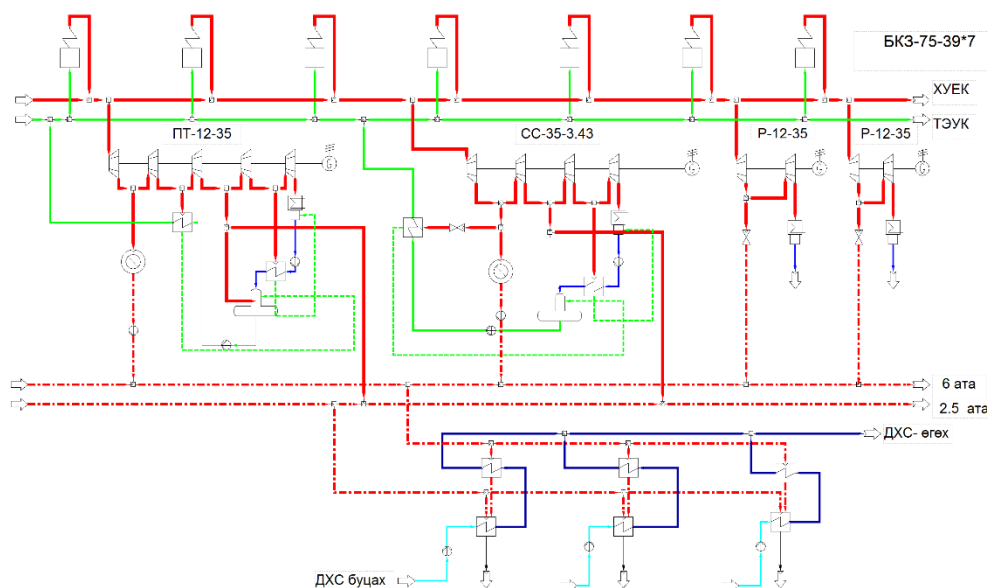 БКЗ-75-39*7
ХУЕК
ТЭУК
ПТ-12-35
СС-35-3.43
Р-12-35
Р-12-35
G
G
G
G
6 ата
2.5 ата
ДХС- өгөх
ДХС буцах